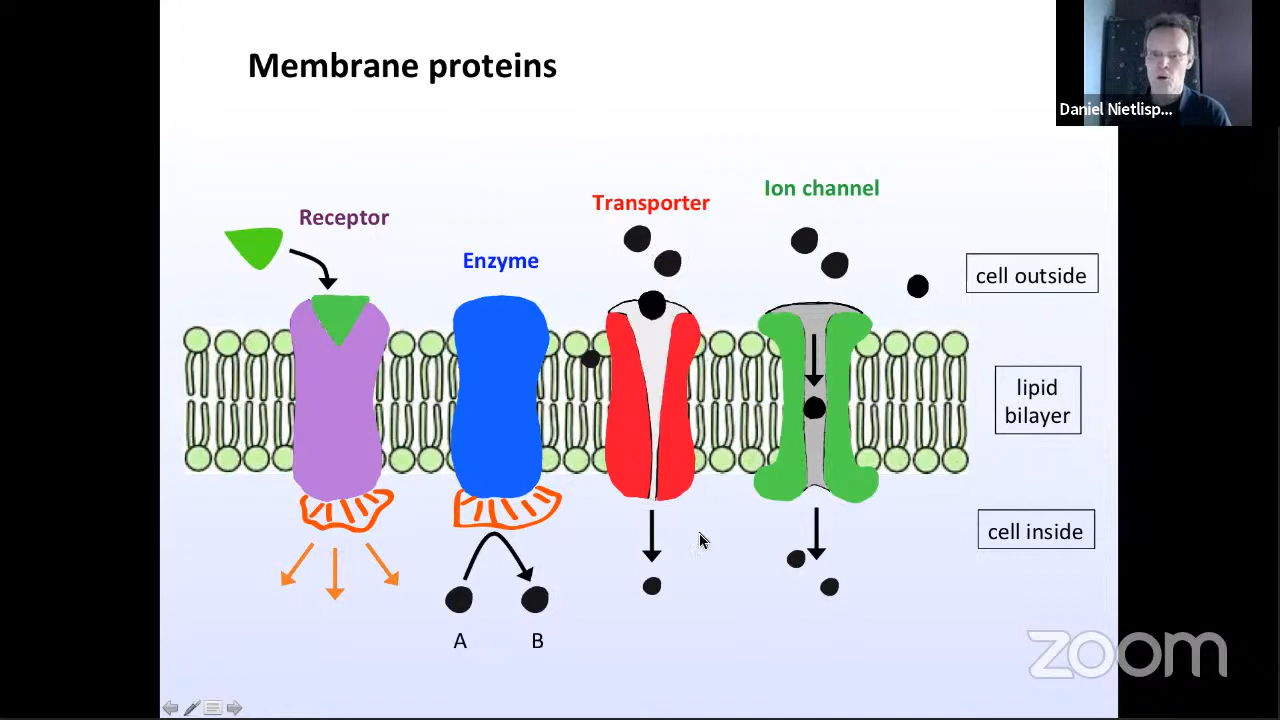 Membrane proteins
Daniel Nietlisp...
Ion channel
Transporter
Receptor
Enzyme
cell outside
lipid
bilayer
cell inside
A
B
zoom